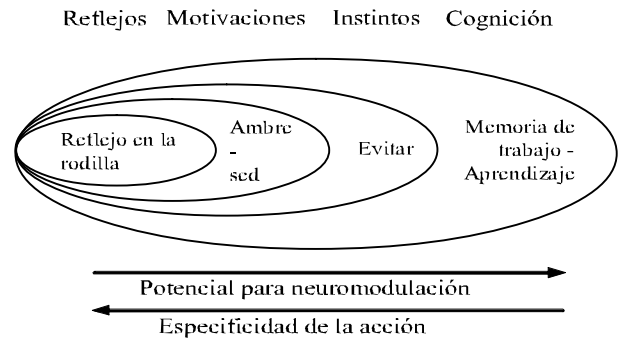 Reflejos Motivaciones Instintos Cognición
Reflejo en la
rodilla
Ambre
-
sed
Evitar
Memoria de
trabajo -
Aprendizaje
Potencial para neuromodulación
Especificidad de la acción